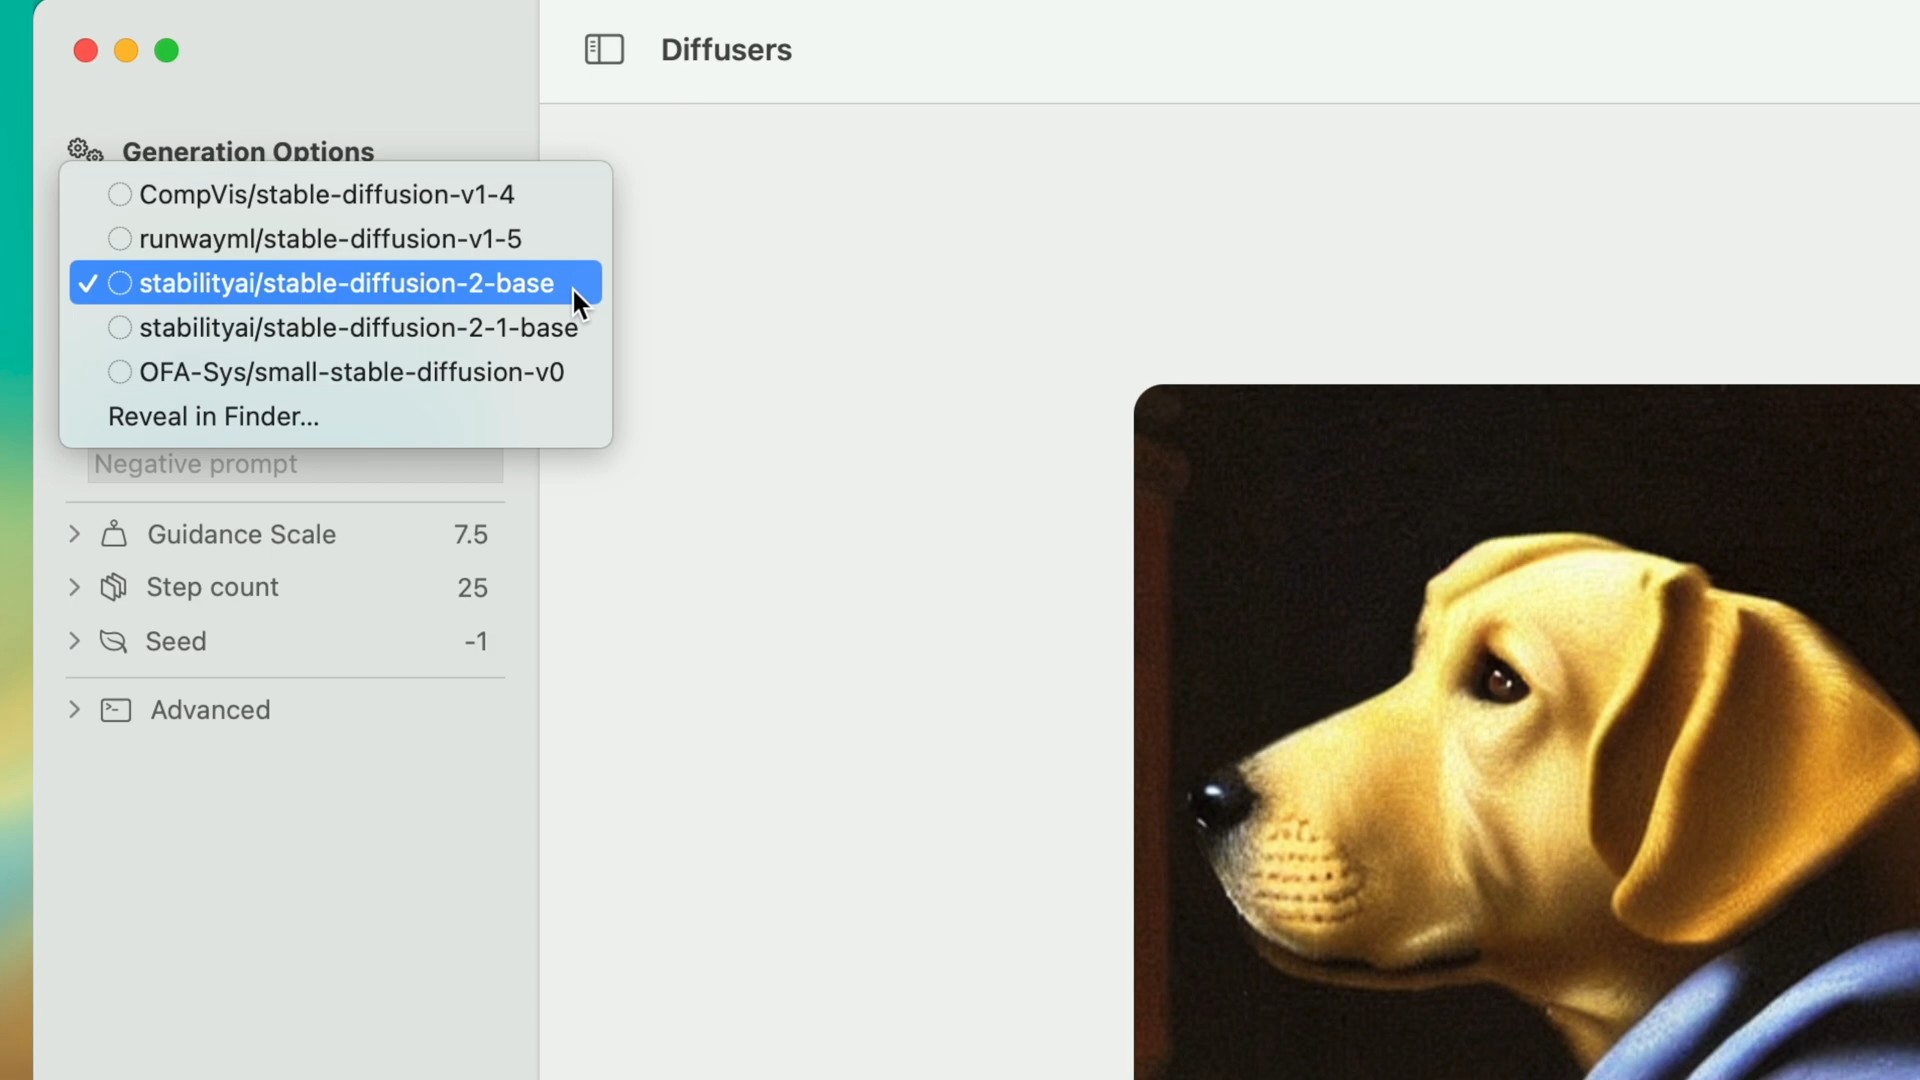 Diffusers
Generation Options
CompVis/stable-diffusion-v1-4
runwayml/stable-diffusion-v1-5
stabilityai/stable-diffusion-2-base
stabilityai/stable-diffusion-2-1-base
OFA-Sys/small-stable-diffusion-v0
Reveal in Finder...
Negative prompt
Guidance Scale 7.5
Step count 25
Seed -1
Advanced